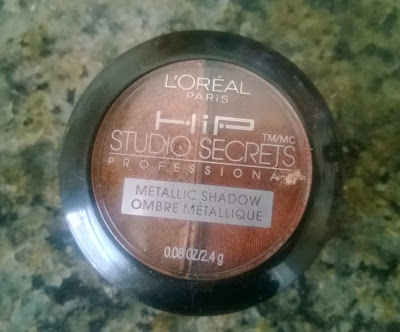 L'ORÉAL
PARIS
HiP
TM/MC
STUDIO SECRETS
PROFESSIONAL
METALLIC SHADOW
OMBRE MÉTALLIQUE
0.08 OZ/2.4 g